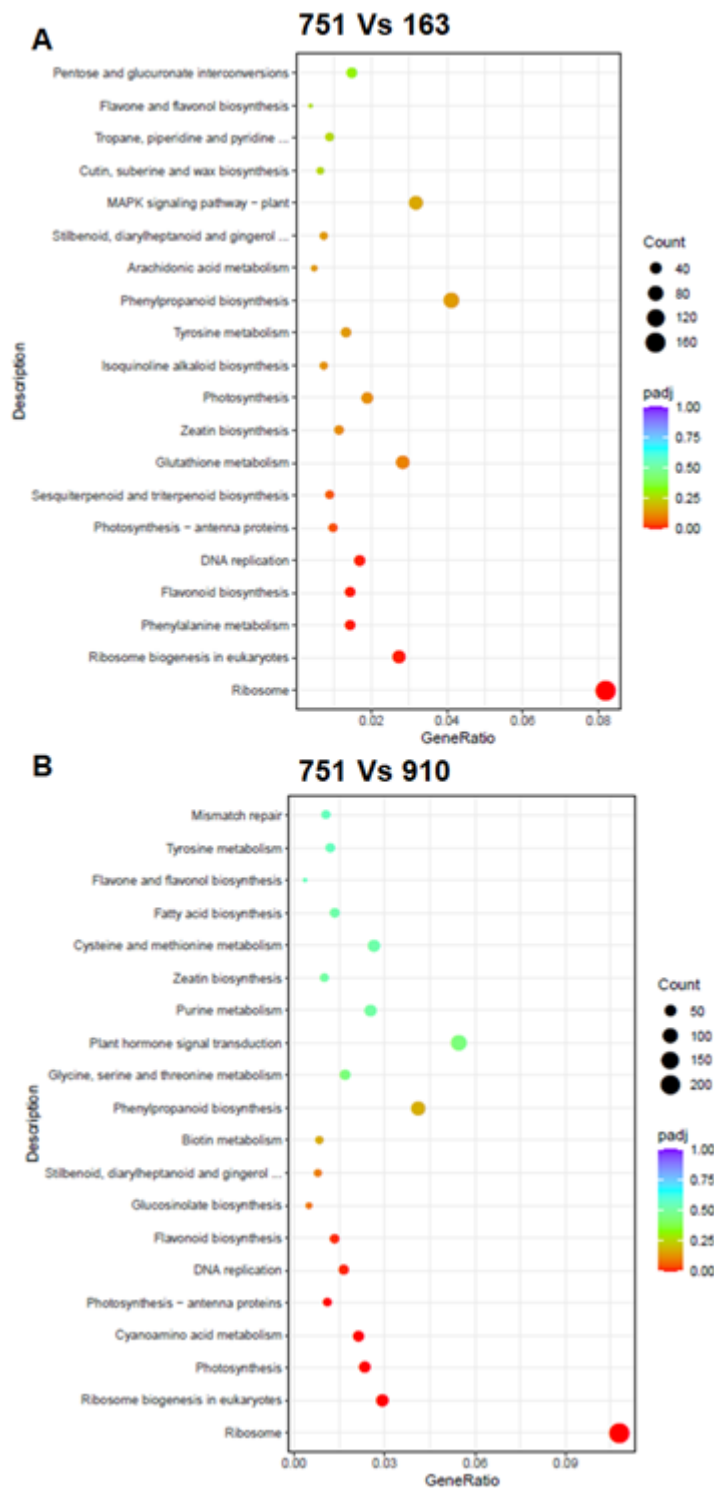 A
751 Vs 163
Pentose and glucuronate interconversions
Flavone and flavonol biosynthesis
Tropane, piperidine and pyridine ...
Cutin, suberine and wax biosynthesis
MAPK signaling pathway − plant
Stilbenoid, diarylheptanoid and gingerol ...
Arachidonic acid metabolism
Phenylpropanoid biosynthesis
Tyrosine metabolism
Isoquinoline alkaloid biosynthesis
Photosynthesis
Zeatin biosynthesis
Glutathione metabolism
Sesquiterpenoid and triterpenoid biosynthesis
Photosynthesis − antenna proteins
DNA replication
Flavonoid biosynthesis
Phenylalanine metabolism
Ribosome biogenesis in eukaryotes
Ribosome
Description
0.02 0.04 0.06 0.08
GeneRatio
Count
40
80
120
160
padj
1.00
0.75
0.50
0.25
0.00
B
751 Vs 910
Mismatch repair
Tyrosine metabolism
Flavone and flavonol biosynthesis
Fatty acid biosynthesis
Cysteine and methionine metabolism
Zeatin biosynthesis
Purine metabolism
Plant hormone signal transduction
Glycine, serine and threonine metabolism
Phenylpropanoid biosynthesis
Biotin metabolism
Stilbenoid, diarylheptanoid and gingerol ...
Glucosinolate biosynthesis
Flavonoid biosynthesis
DNA replication
Photosynthesis − antenna proteins
Cyanoamino acid metabolism
Photosynthesis
Ribosome biogenesis in eukaryotes
Ribosome
Description
0.00 0.03 0.06 0.09
GeneRatio
Count
50
100
150
200
padj
1.00
0.75
0.50
0.25
0.00